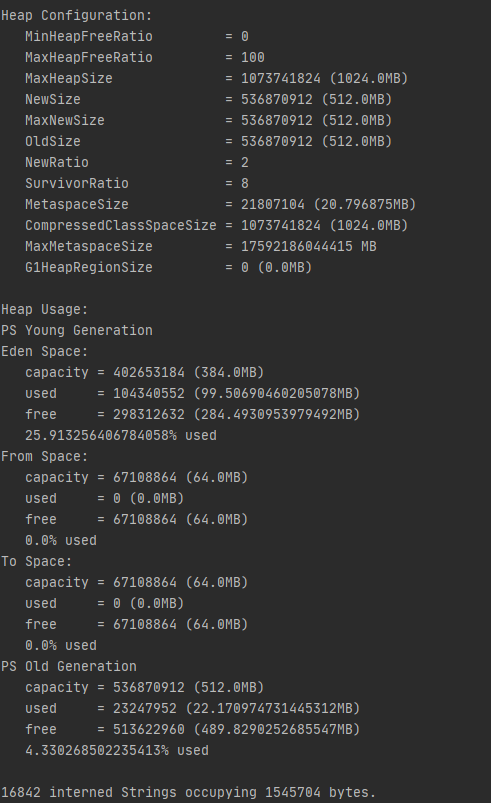 Heap Configuration:
   MinHeapFreeRatio         = 0
   MaxHeapFreeRatio         = 100
   MaxHeapSize              = 1073741824 (1024.0MB)
   NewSize                  = 536870912 (512.0MB)
   MaxNewSize               = 536870912 (512.0MB)
   OldSize                  = 536870912 (512.0MB)
   NewRatio                 = 2
   SurvivorRatio            = 8
   MetaspaceSize            = 21807104 (20.796875MB)
   CompressedClassSpaceSize = 1073741824 (1024.0MB)
   MaxMetaspaceSize         = 17592186044415 MB
   G1HeapRegionSize         = 0 (0.0MB)

Heap Usage:
PS Young Generation
Eden Space:
   capacity = 402653184 (384.0MB)
   used     = 104340552 (99.50690460205078MB)
   free     = 298312632 (284.4930953979492MB)
   25.913256406784058% used
From Space:
   capacity = 67108864 (64.0MB)
   used     = 0 (0.0MB)
   free     = 67108864 (64.0MB)
   0.0% used
To Space:
   capacity = 67108864 (64.0MB)
   used     = 0 (0.0MB)
   free     = 67108864 (64.0MB)
   0.0% used
PS Old Generation
   capacity = 536870912 (512.0MB)
   used     = 23247952 (22.170974731445312MB)
   free     = 513622960 (489.8290252685547MB)
   4.330268502235413% used

16842 interned Strings occupying 1545704 bytes.